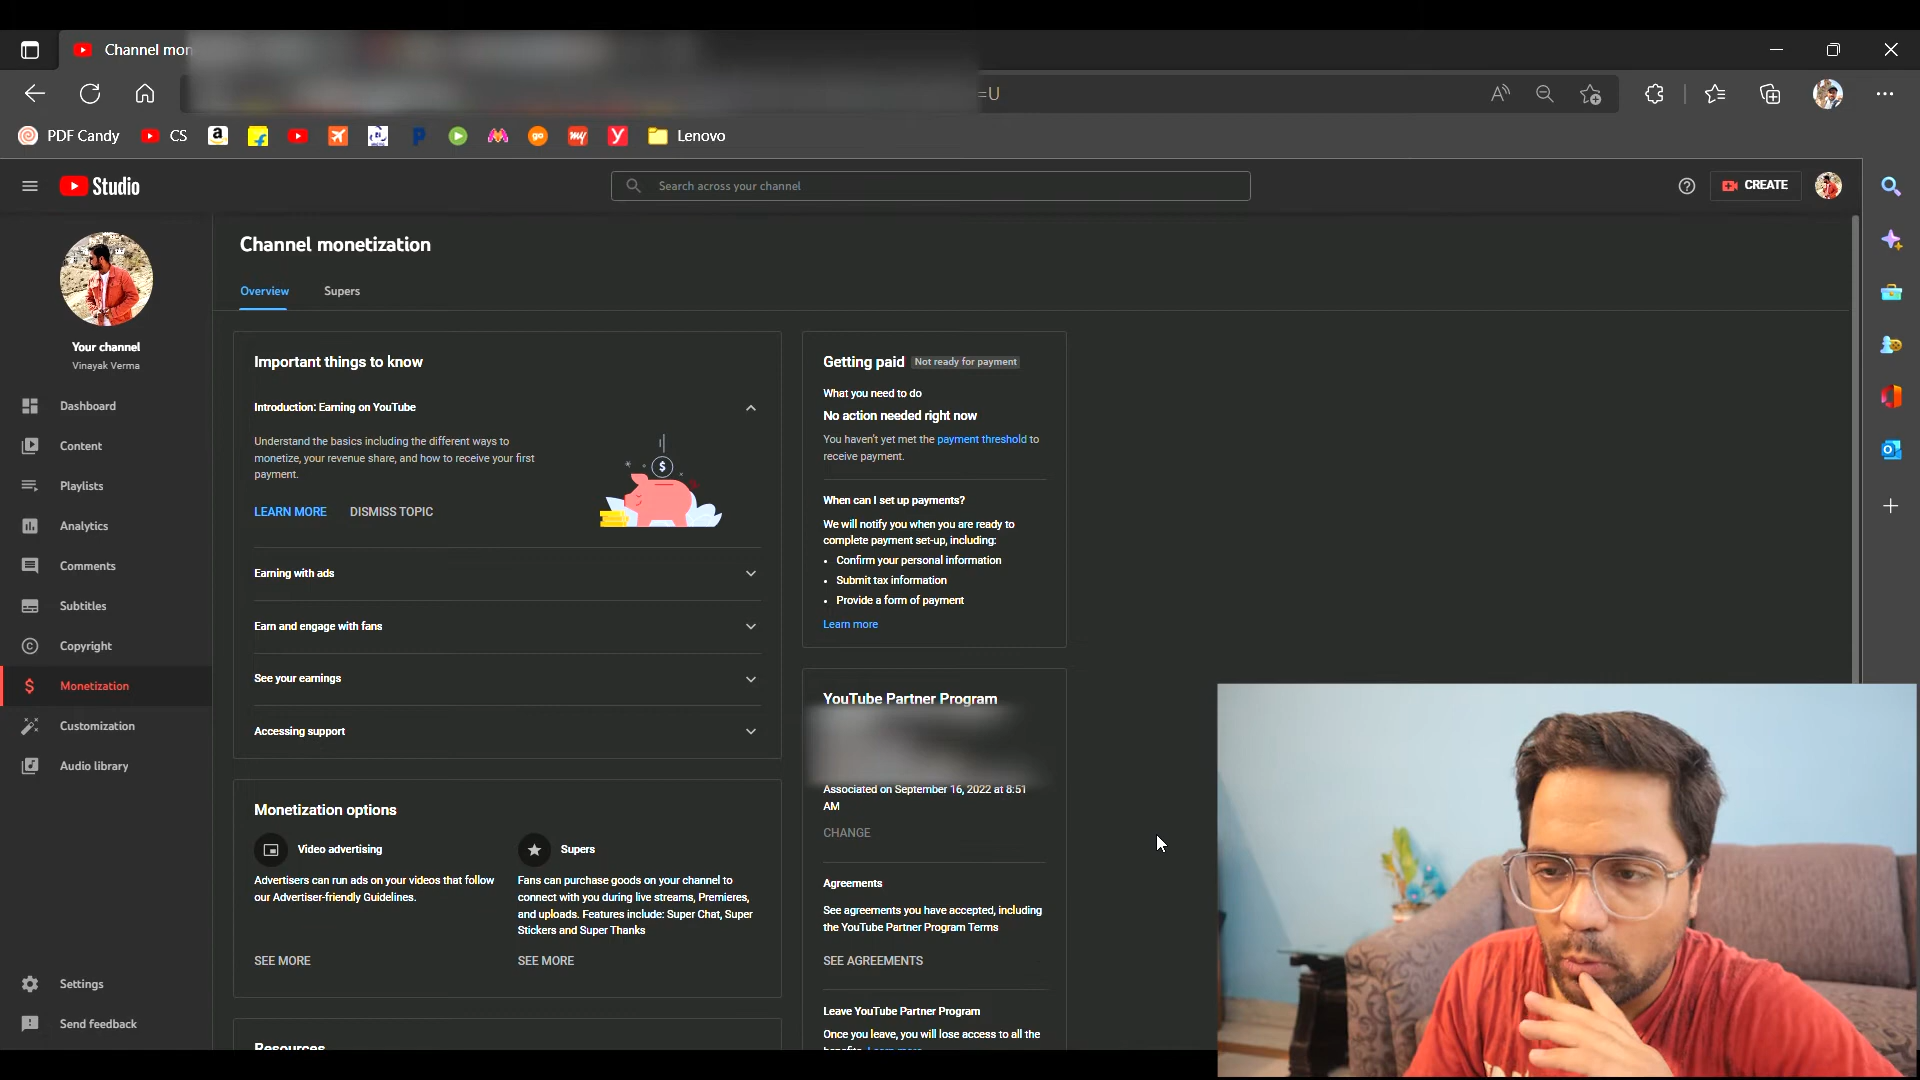 Channel mon
=U
PDF Candy
CS
Lenovo
Studio
Search across your channel
CREATE
Your channel
Vinayak Verma
Dashboard
Content
Playlists
Analytics
Comments
Subtitles
Copyright
Monetization
Customization
Audio library
Settings
Send feedback
Channel monetization
Overview
Supers
Important things to know
Introduction: Earning on YouTube
Understand the basics including the different ways to
monetize, your revenue share, and how to receive your first
payment.
LEARN MORE
DISMISS TOPIC
Earning with ads
Earn and engage with fans
See your earnings
Accessing support
Monetization options
Video advertising
Advertisers can run ads on your videos that follow
our Advertiser-friendly Guidelines.
SEE MORE
Supers
Fans can purchase goods on your channel to
connect with you during live streams, Premieres,
and uploads. Features include: Super Chat, Super
Stickers and Super Thanks
SEE MORE
Resources
Getting paid
Not ready for payment
What you need to do
No action needed right now
You haven't yet met the payment threshold to
receive payment.
When can I set up payments?
We will notify you when you are ready to
complete payment set-up, including:
• Confirm your personal information
• Submit tax information
• Provide a form of payment
Learn more
YouTube Partner Program
Associated on September 16, 2022 at 8:51
AM
CHANGE
Agreements
See agreements you have accepted, including
the YouTube Partner Program Terms
SEE AGREEMENTS
Leave YouTube Partner Program
Once you leave, you will lose access to all the
benefits. Learn more